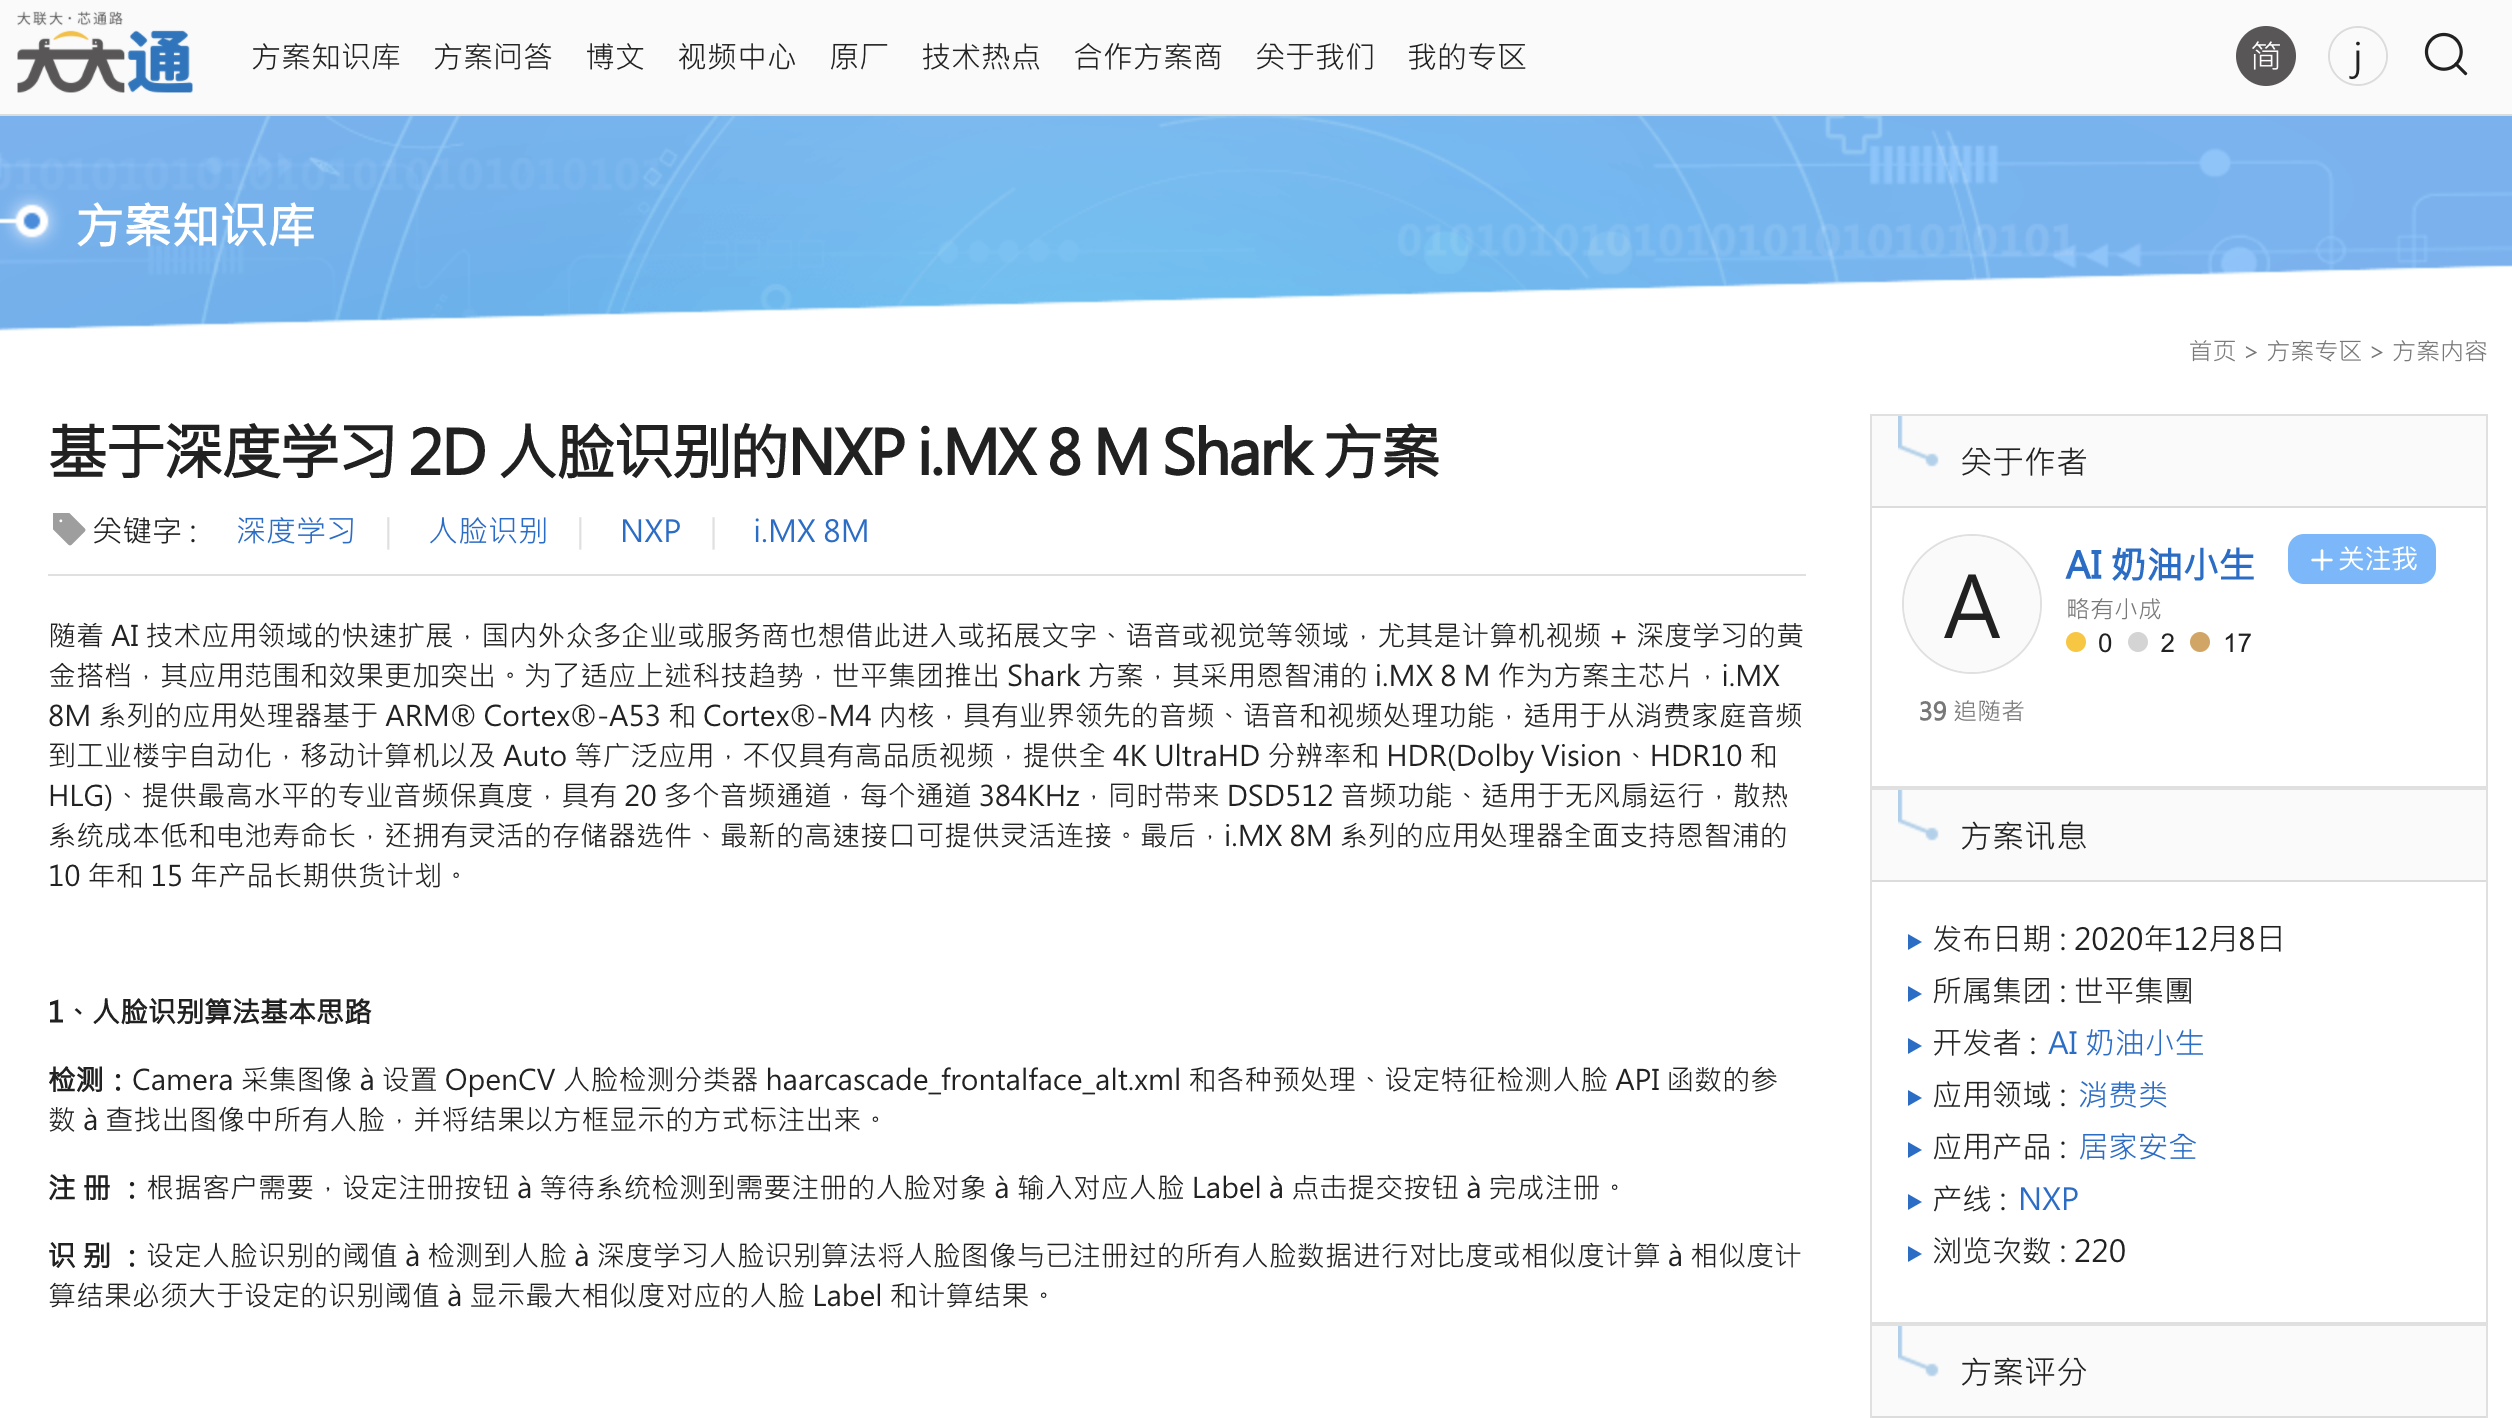 大联大·芯通路
大大通
方案知识库 方案问答 博文 视频中心 原厂 技术热点 合作方案商 关于我们 我的专区
简 j
方案知识库
首页 > 方案专区 > 方案内容
基于深度学习 2D 人脸识别的NXP i.MX 8 M Shark 方案
关键字 : 深度学习 | 人脸识别 | NXP | i.MX 8M
随着 AI 技术应用领域的快速扩展，国内外众多企业或服务商也想借此进入或拓展文字、语音或视觉等领域，尤其是计算机视频 + 深度学习的黄
金搭档，其应用范围和效果更加突出。为了适应上述科技趋势，世平集团推出 Shark 方案，其采用恩智浦的 i.MX 8 M 作为方案主芯片，i.MX
8M 系列的应用处理器基于 ARM® Cortex®-A53 和 Cortex®-M4 内核，具有业界领先的音频、语音和视频处理功能，适用于从消费家庭音频
到工业楼宇自动化，移动计算机以及 Auto 等广泛应用，不仅具有高品质视频，提供全 4K UltraHD 分辨率和 HDR(Dolby Vision、HDR10 和
HLG)、提供最高水平的专业音频保真度，具有 20 多个音频通道，每个通道 384KHz，同时带来 DSD512 音频功能、适用于无风扇运行，散热
系统成本低和电池寿命长，还拥有灵活的存储器选件、最新的高速接口可提供灵活连接。最后，i.MX 8M 系列的应用处理器全面支持恩智浦的
10 年和 15 年产品长期供货计划。
1、人脸识别算法基本思路
检测：Camera 采集图像 à 设置 OpenCV 人脸检测分类器 haarcascade_frontalface_alt.xml 和各种预处理、设定特征检测人脸 API 函数的参
数 à 查找出图像中所有人脸，并将结果以方框显示的方式标注出来。
注 册 ：根据客户需要，设定注册按钮 à 等待系统检测到需要注册的人脸对象 à 输入对应人脸 Label à 点击提交按钮 à 完成注册。
识 别 ：设定人脸识别的阈值 à 检测到人脸 à 深度学习人脸识别算法将人脸图像与已注册过的所有人脸数据进行对比度或相似度计算 à 相似度计
算结果必须大于设定的识别阈值 à 显示最大相似度对应的人脸 Label 和计算结果。
关于作者
A
AI 奶油小生
+关注我
略有小成
0 2 17
39 追随者
方案讯息
发布日期 : 2020年12月8日
所属集团 : 世平集團
开发者 : AI 奶油小生
应用领域 : 消费类
应用产品 : 居家安全
产线 : NXP
浏览次数 : 220
方案评分